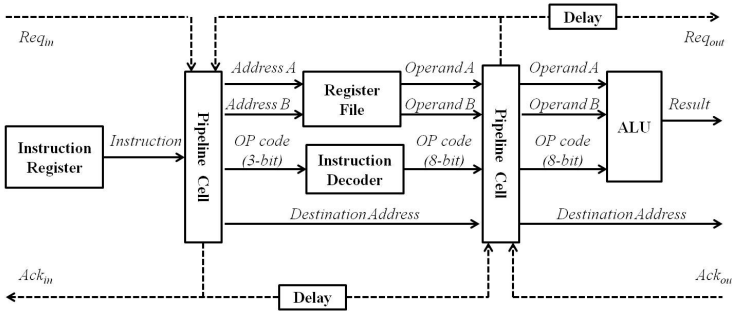 Delay
Req_in
Req_out
Address A
Operand A
Operand A
Register
File
Address B
Operand B
Operand B
Result
ALU
Pipeline Cell
Pipeline Cell
Instruction
Register
Instruction
OP code
(3-bit)
Instruction
Decoder
OP code
(8-bit)
OP code
(8-bit)
Destination Address
Destination Address
Ack_in
Ack_ou
Delay